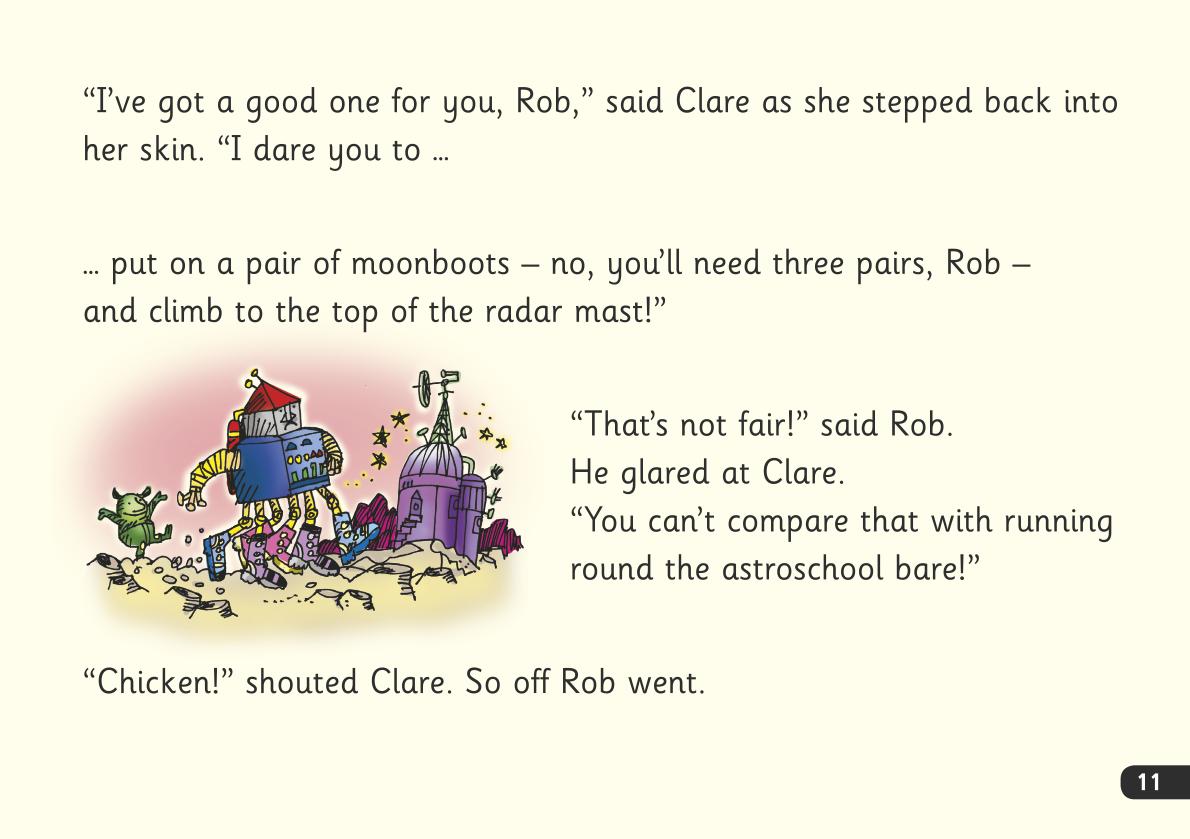 “I’ve got a good one for you, Rob,” said Clare as she stepped back into
her skin. “I dare you to ...
... put on a pair of moonboots – no, you’ll need three pairs, Rob –
and climb to the top of the radar mast!”
“That’s not fair!” said Rob.
He glared at Clare.
“You can’t compare that with running
round the astroschool bare!”
“Chicken!” shouted Clare. So off Rob went.
11